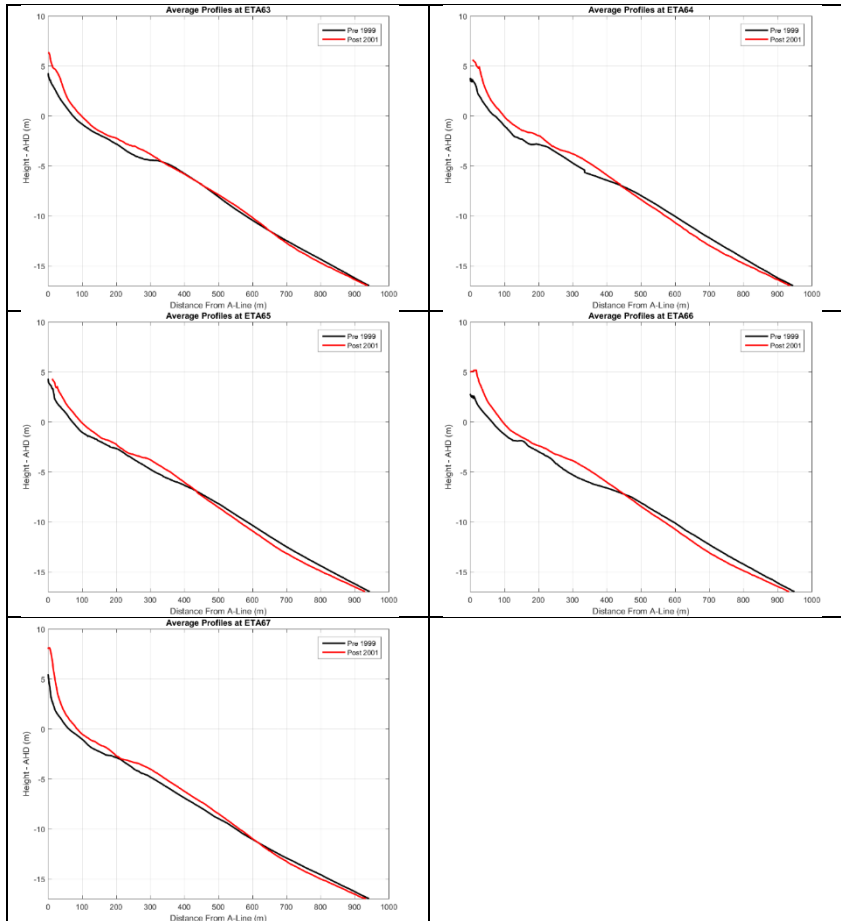 Average Profiles at ETA63
Pre 1999
Post 2001
Height - AHD (m)
10
5
0
-5
-10
-15
0 100 200 300 400 500 600 700 800 900 1000
Distance From A-Line (m)
Average Profiles at ETA64
Pre 1999
Post 2001
Height - AHD (m)
10
5
0
-5
-10
-15
0 100 200 300 400 500 600 700 800 900 1000
Distance From A-Line (m)
Average Profiles at ETA65
Pre 1999
Post 2001
Height - AHD (m)
10
5
0
-5
-10
-15
0 100 200 300 400 500 600 700 800 900 1000
Distance From A-Line (m)
Average Profiles at ETA66
Pre 1999
Post 2001
Height - AHD (m)
10
5
0
-5
-10
-15
0 100 200 300 400 500 600 700 800 900 1000
Distance From A-Line (m)
Average Profiles at ETA67
Pre 1999
Post 2001
Height - AHD (m)
10
5
0
-5
-10
-15
0 100 200 300 400 500 600 700 800 900 1000
Distance From A-Line (m)